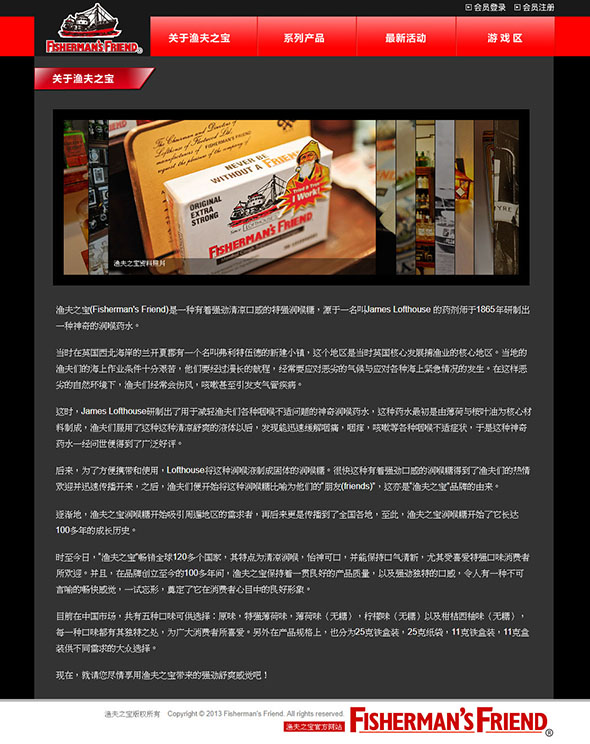 会员登录 会员注册
FISHERMAN'S FRIEND
关于渔夫之宝 系列产品 最新活动 游戏区
关于渔夫之宝
The Chairman and Directors of
Lofthouse of Fleetwood Ltd.
manufacturers of FISHERMAN'S FRIEND
NEVER BE
WITHOUT A FRIEND
ORIGINAL
EXTRA
STRONG
Tried & True
I Work!
LOFTHOUSE'S
FISHERMAN'S FRIEND
渔夫之宝资料照片
渔夫之宝(Fisherman's Friend)是一种有着强劲清凉口感的特强润喉糖，源于一名叫James Lofthouse 的药剂师于1865年研制出
一种神奇的润喉药水。
当时在英国西北海岸的兰开夏郡有一个名叫弗利特伍德的新建小镇，这个地区是当时英国核心发展捕渔业的核心地区。当地的
渔夫们的海上作业条件十分艰苦，他们要经过漫长的航程，经常要应对恶劣的气候与应对各种海上紧急情况的发生。在这样恶
劣的自然环境下，渔夫们经常会伤风，咳嗽甚至引发支气管疾病。
这时，James Lofthouse研制出了用于减轻渔夫们各种咽喉不适问题的神奇润喉药水，这种药水最初是由薄荷与桉叶油为核心材
料制成，渔夫们服用了这种这种清凉舒爽的液体以后，发现能迅速缓解咽痛，咽痒，咳嗽等各种咽喉不适症状，于是这种神奇
药水一经问世便得到了广泛好评。
后来，为了方便携带和使用，Lofthouse将这种润喉液制成固体的润喉糖。很快这种有着强劲口感的润喉糖得到了渔夫们的热情
欢迎并迅速传播开来，之后，渔夫们便开始将这种润喉糖比喻为他们的"朋友(friends)"，这亦是"渔夫之宝"品牌的由来。
逐渐地，渔夫之宝润喉糖开始吸引周遍地区的需求者，再后来更是传播到了全国各地，至此，渔夫之宝润喉糖开始了它长达
100多年的成长历史。
时至今日，"渔夫之宝"畅销全球120多个国家，其特点为清凉润喉，怡神可口，并能保持口气清新，尤其受喜爱特强口味消费者
所欢迎。并且，在品牌创立至今的100多年间，渔夫之宝保持着一贯良好的产品质量，以及强劲独特的口感，令人有一种不可
言喻的畅快感觉，一试忘形，奠定了它在消费者心目中的良好形象。
目前在中国市场，共有五种口味可供选择：原味，特强薄荷味，薄荷味（无糖），柠檬味（无糖）以及柑桔西柚味（无糖），
每一种口味都有其独特之处，为广大消费者所喜爱。另外在产品规格上，也分为25克铁盒装，25克纸袋，11克铁盒装，11克盒
装供不同需求的大众选择。
现在，就请您尽情享用渔夫之宝带来的强劲舒爽感觉吧！
渔夫之宝版权所有 Copyright © 2013 Fisherman's Friend. All rights reserved.
渔夫之宝官方网站
FISHERMAN'S FRIEND®